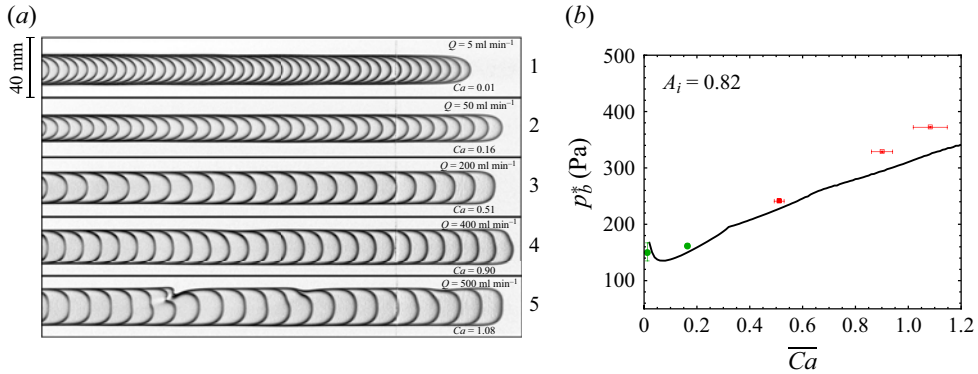 (a)
40 mm
Q = 5 ml min⁻¹
Ca = 0.01
1
Q = 50 ml min⁻¹
Ca = 0.16
2
Q = 200 ml min⁻¹
Ca = 0.51
3
Q = 400 ml min⁻¹
Ca = 0.90
4
Q = 500 ml min⁻¹
Ca = 1.08
5
(b)
500
400
300
200
100
p*b (Pa)
Ai = 0.82
0 0.2 0.4 0.6 0.8 1.0 1.2
C̅a̅